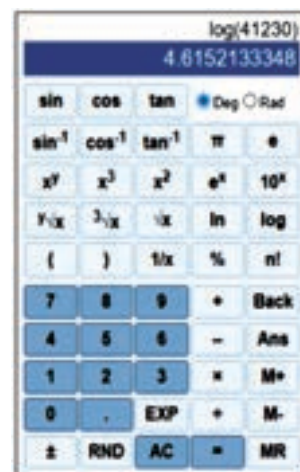 log(41230)
4.6152133348
sin cos tan Deg Rad
sin⁻¹ cos⁻¹ tan⁻¹ π e
xʸ x³ x² eˣ 10ˣ
ʸ√x ³√x √x ln log
( ) 1/x % n!
7 8 9 + Back
4 5 6 − Ans
1 2 3 × M+
0 . EXP ÷ M-
± RND AC = MR